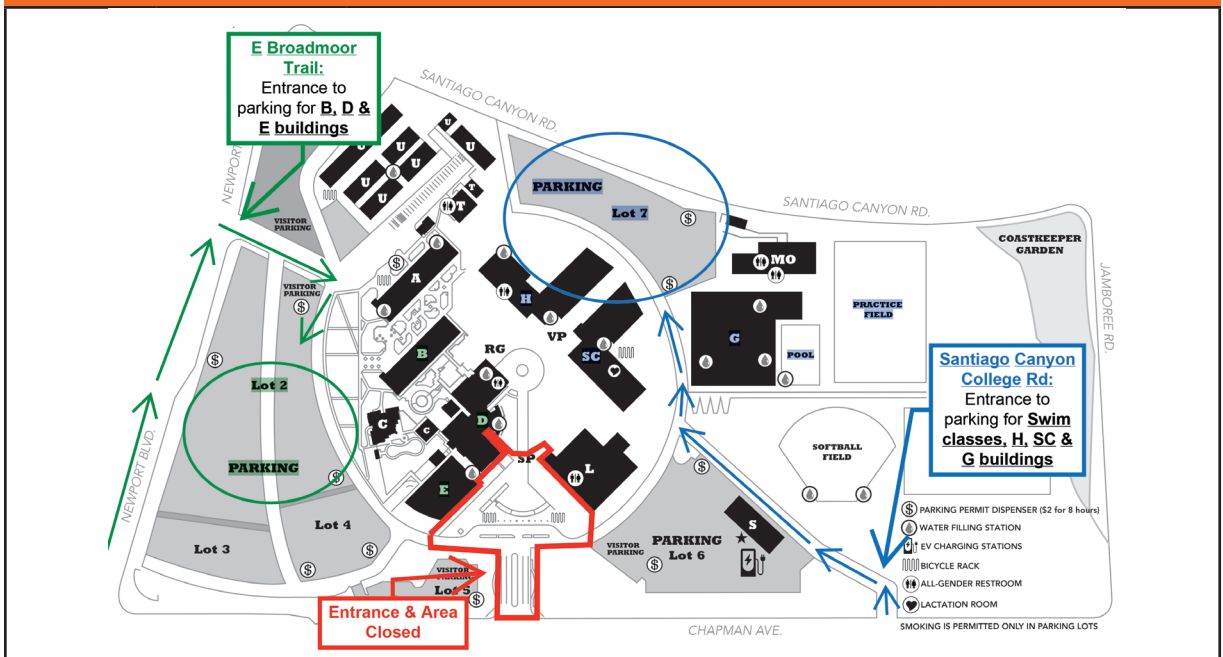 E Broadmoor
Trail:
Entrance to
parking for B, D &
E buildings
SANTIAGO CANYON RD.
NEWPORT
U
U
U
U
U
U
U
T
T
VISITOR
PARKING
PARKING
Lot 7
SANTIAGO CANYON RD.
COASTKEEPER
GARDEN
JAMBOREE RD.
MO
A
H
VP
VISITOR
PARKING
PRACTICE
FIELD
G
POOL
RG
SC
B
Lot 2
Santiago Canyon
College Rd:
Entrance to
parking for Swim
classes, H, SC &
G buildings
C
C
D
SOFTBALL
FIELD
NEWPORT BLVD.
PARKING
SP
L
E
Lot 4
Lot 3
S
VISITOR
PARKING
PARKING
Lot 6
VISITOR
PARKING
Lot 5
Entrance & Area
Closed
CHAPMAN AVE.
PARKING PERMIT DISPENSER ($2 for 8 hours)
WATER FILLING STATION
EV CHARGING STATIONS
BICYCLE RACK
ALL-GENDER RESTROOM
LACTATION ROOM
SMOKING IS PERMITTED ONLY IN PARKING LOTS